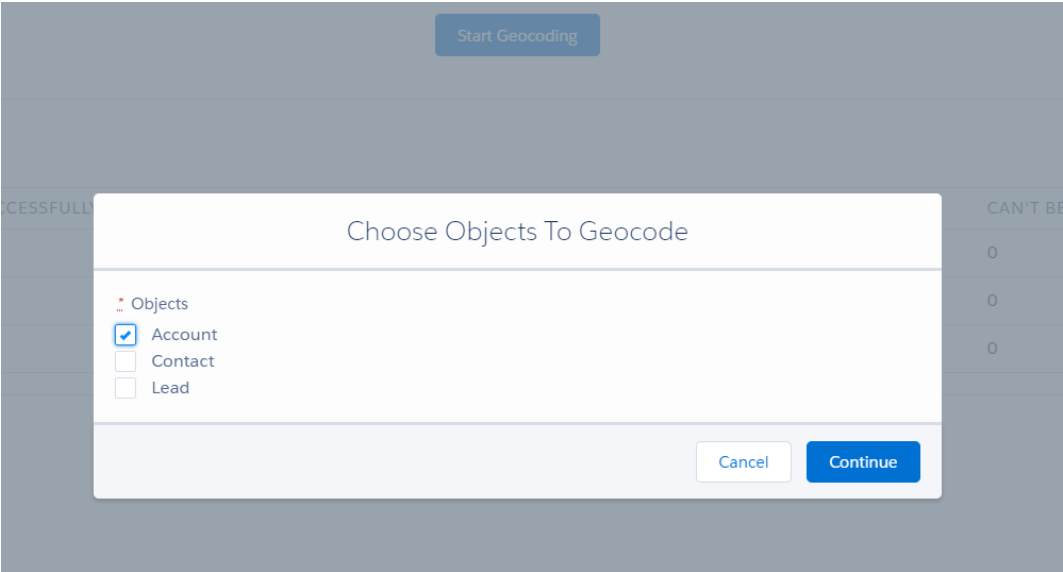 Start Geocoding
CCESSFULLY
CAN'T BE
Choose Objects To Geocode
0
* Objects
0
Account
0
Contact
Lead
Cancel
Continue